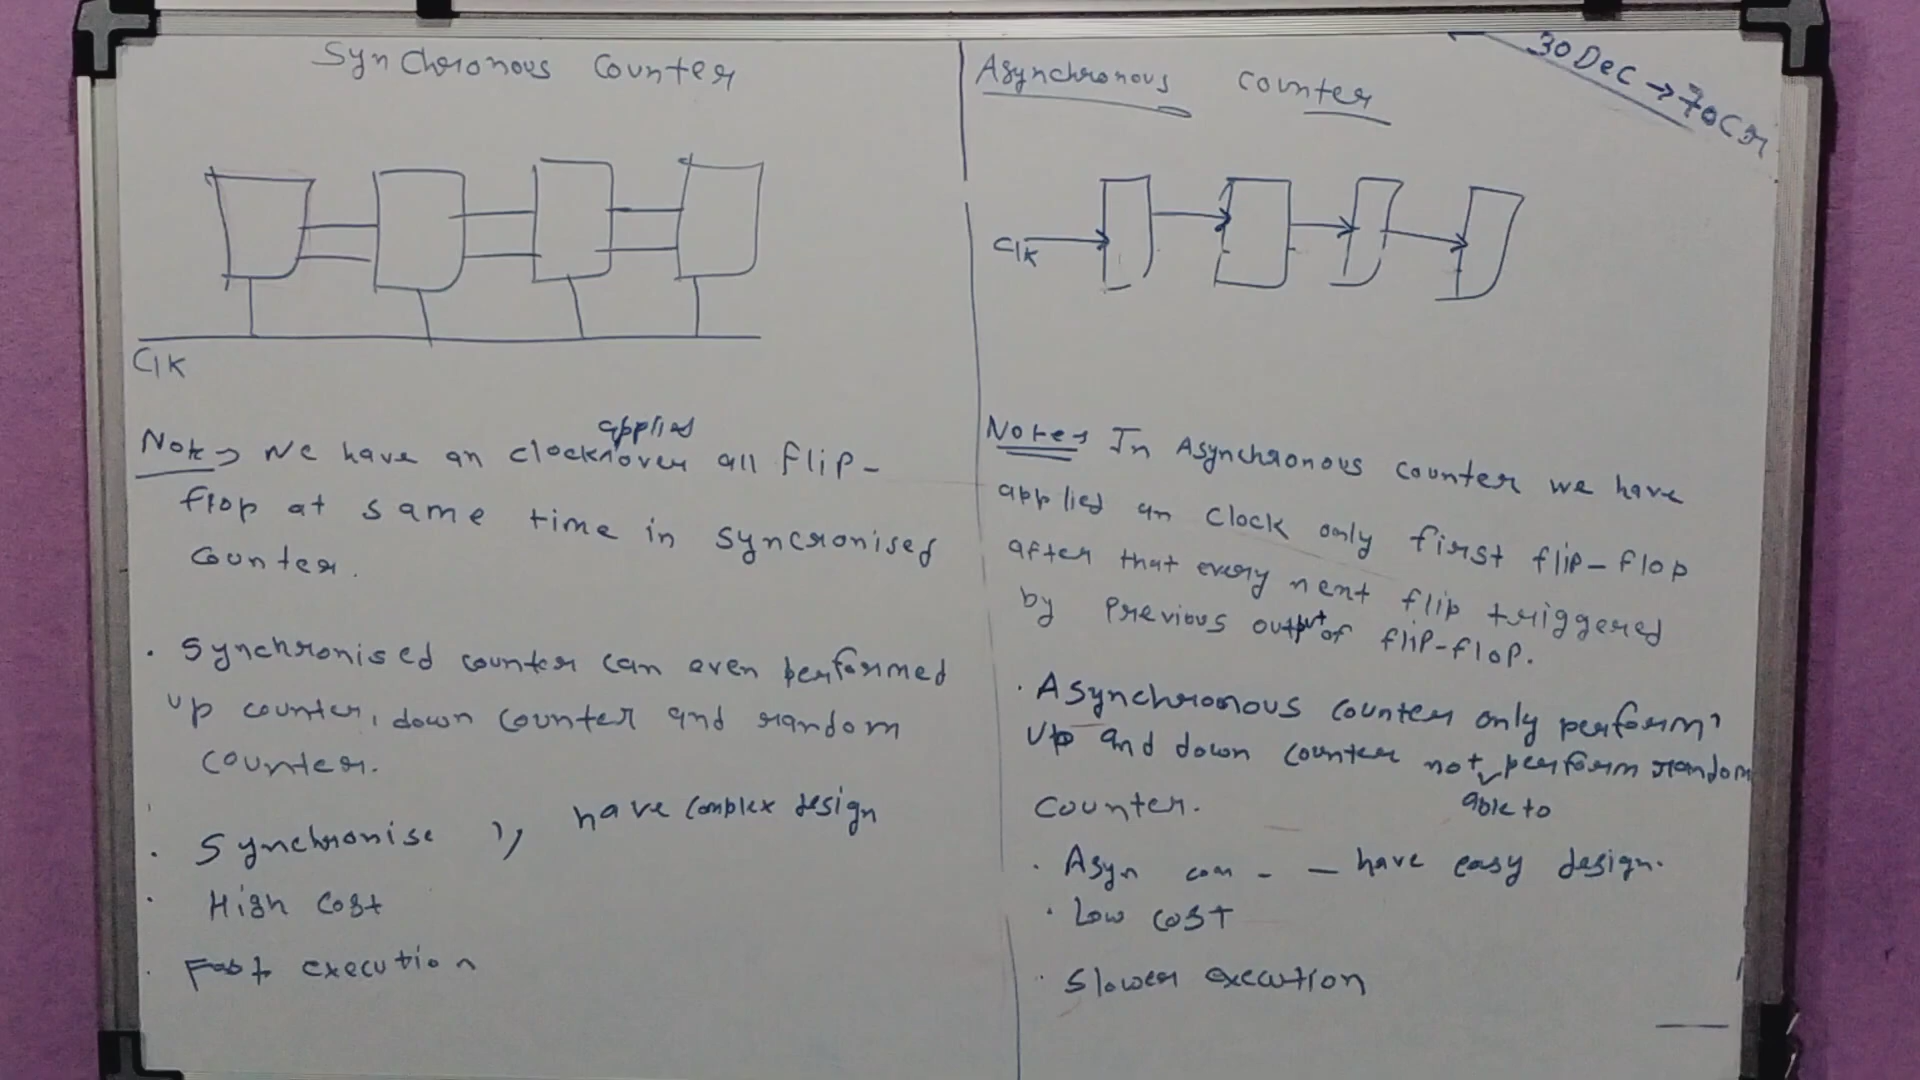 Synchronous Counter
Clk
Note → We have an clock applied over all flip-
flop at same time in syncronised
counter.
. Synchronised counter can even performed
up counter, down counter and random
counter.
. Synchronise ,, have complex design
. High cost
. Fast execution
Asynchronous Counter
30 Dec →
Clk
Notes In Asynchronous counter we have
applied an clock only first flip-flop
after that every next flip triggered
by previous output of flip-flop.
. Asynchronous counter only perform
up and down counter not able to perform random
counter.
. Asyn coun - - have easy design.
. Low cost
. Slower execution